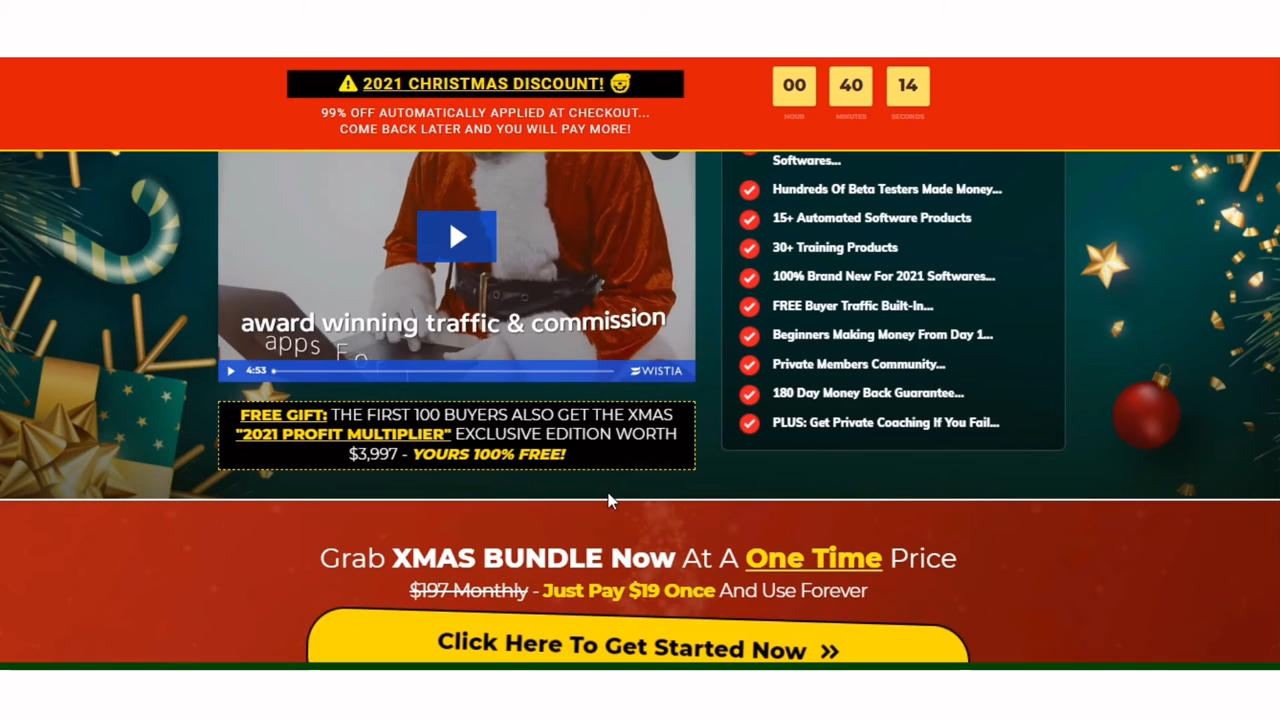 2021 CHRISTMAS DISCOUNT!
99% OFF AUTOMATICALLY APPLIED AT CHECKOUT...
COME BACK LATER AND YOU WILL PAY MORE!
00 40 14
HOUR MINUTES SECONDS
award winning traffic & commission
apps Fo
4:53
WISTIA
FREE GIFT: THE FIRST 100 BUYERS ALSO GET THE XMAS
"2021 PROFIT MULTIPLIER" EXCLUSIVE EDITION WORTH
$3,997 - YOURS 100% FREE!
Softwares...
Hundreds Of Beta Testers Made Money...
15+ Automated Software Products
30+ Training Products
100% Brand New For 2021 Softwares...
FREE Buyer Traffic Built-In...
Beginners Making Money From Day 1...
Private Members Community...
180 Day Money Back Guarantee...
PLUS: Get Private Coaching If You Fail...
Grab XMAS BUNDLE Now At A One Time Price
$197 Monthly - Just Pay $19 Once And Use Forever
Click Here To Get Started Now »